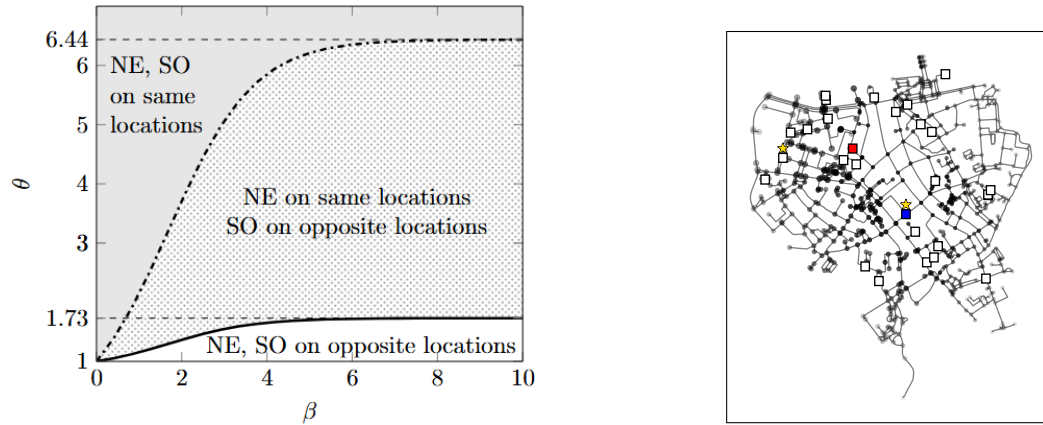 6.44
6
5
4
3
1.73
1
θ
NE, SO
on same
locations
NE on same locations
SO on opposite locations
NE, SO on opposite locations
0 2 4 6 8 10
β